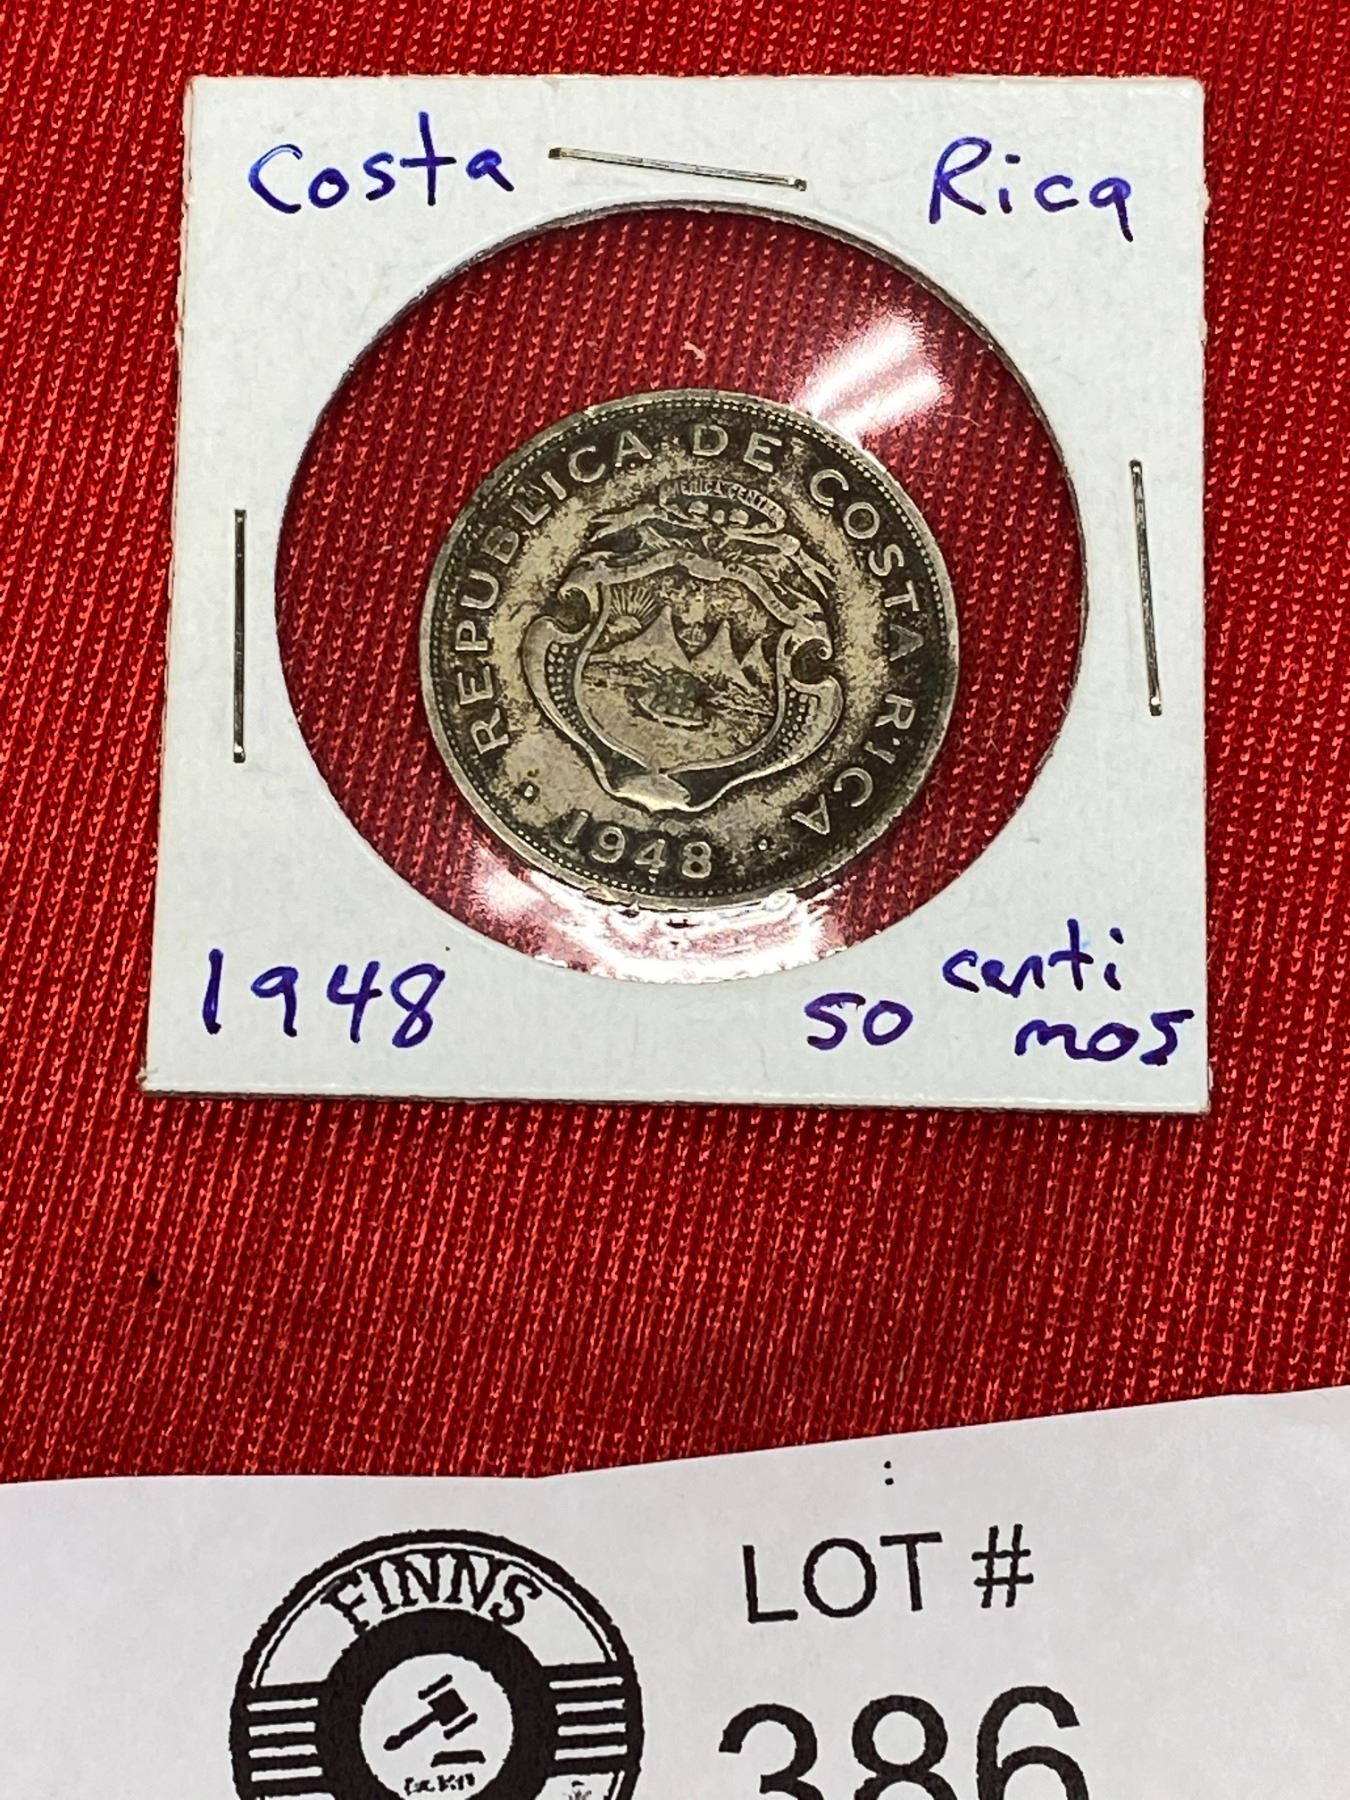 Costa Rica
REPUBLICA DE COSTA RICA
1948
1948
50 centi
mos
FINNS
LOT #
386